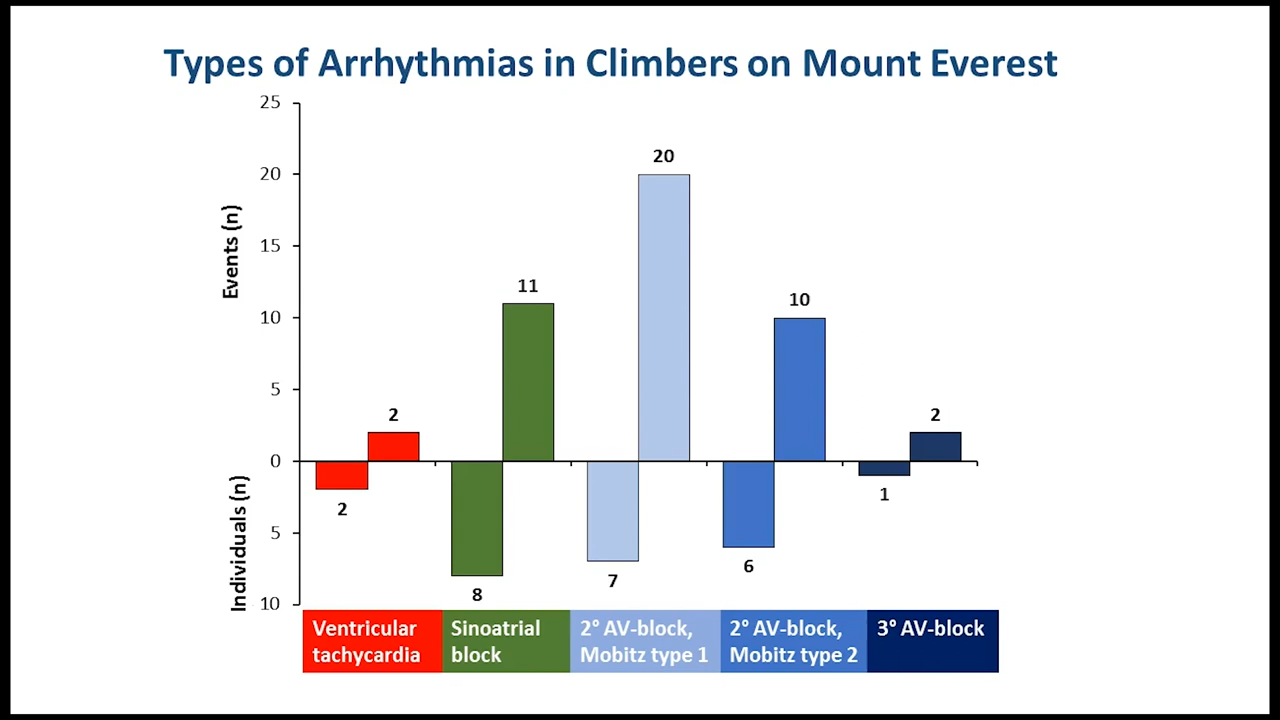 Types of Arrhythmias in Climbers on Mount Everest
25
20
15
10
5
0
5
10
Events (n)
Individuals (n)
2
2
8
11
7
20
6
10
1
2
Ventricular
tachycardia
Sinoatrial
block
2° AV-block,
Mobitz type 1
2° AV-block,
Mobitz type 2
3° AV-block